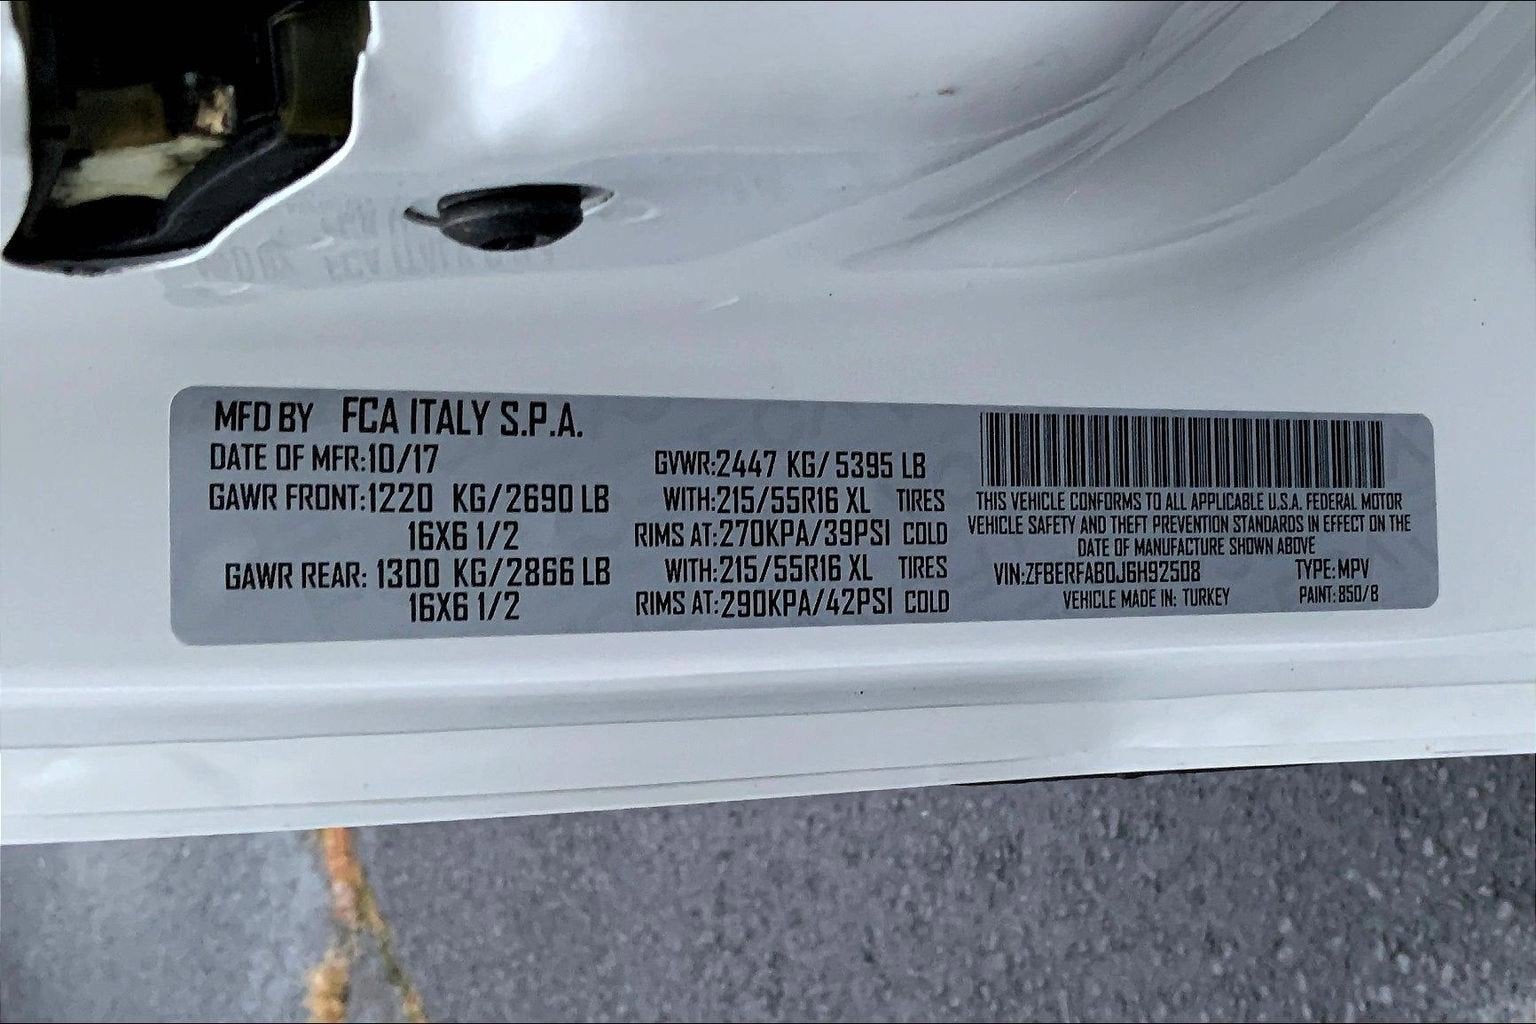 MFD BY FCA ITALY S.P.A.
DATE OF MFR:10/17
GAWR FRONT:1220 KG/2690 LB
16X6 1/2
GAWR REAR: 1300 KG/2866 LB
16X6 1/2
GVWR:2447 KG/ 5395 LB
WITH:215/55R16 XL TIRES
RIMS AT:270KPA/39PSI COLD
WITH:215/55R16 XL TIRES
RIMS AT:290KPA/42PSI COLD
THIS VEHICLE CONFORMS TO ALL APPLICABLE U.S.A. FEDERAL MOTOR
VEHICLE SAFETY AND THEFT PREVENTION STANDARDS IN EFFECT ON THE
DATE OF MANUFACTURE SHOWN ABOVE
VIN:ZFBERFAB0J6H92508 TYPE:MPV
VEHICLE MADE IN: TURKEY PAINT:850/B